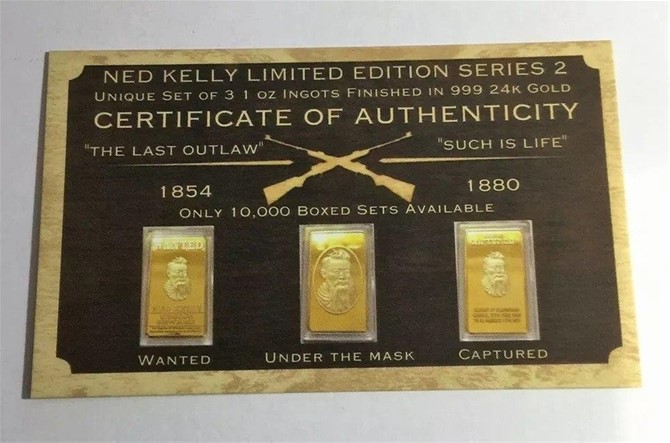 NED KELLY LIMITED EDITION SERIES 2
UNIQUE SET OF 3 1 OZ INGOTS FINISHED IN 999 24K GOLD
CERTIFICATE OF AUTHENTICITY
"THE LAST OUTLAW" "SUCH IS LIFE"
1854 1880
ONLY 10,000 BOXED SETS AVAILABLE
WANTED
WANTED UNDER THE MASK CAPTURED